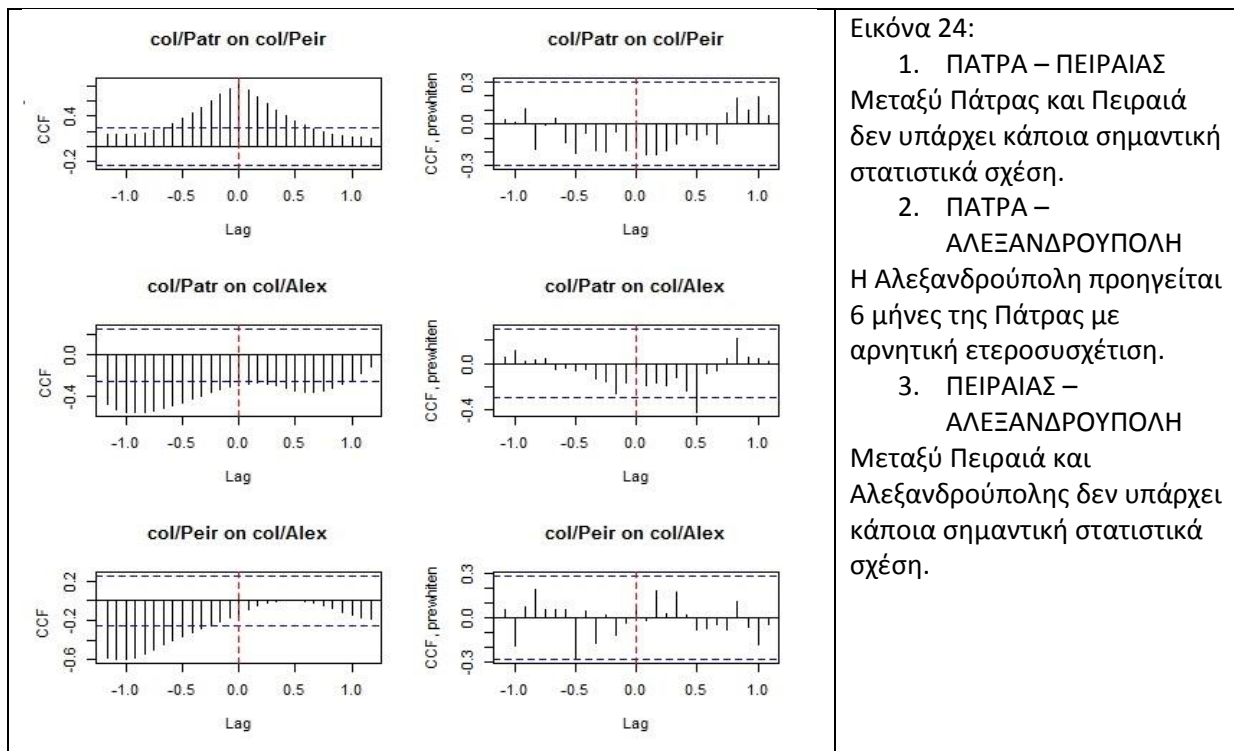 col/Patr on col/Peir
CCF
-0.2 0.4
-1.0 -0.5 0.0 0.5 1.0
Lag
col/Patr on col/Peir
CCF, prewhiten
-0.3 0.0 0.3
-1.0 -0.5 0.0 0.5 1.0
Lag
col/Patr on col/Alex
CCF
-0.4 0.0
-1.0 -0.5 0.0 0.5 1.0
Lag
col/Patr on col/Alex
CCF, prewhiten
-0.4 0.0
-1.0 -0.5 0.0 0.5 1.0
Lag
col/Peir on col/Alex
CCF
-0.6 -0.2 0.2
-1.0 -0.5 0.0 0.5 1.0
Lag
col/Peir on col/Alex
CCF, prewhiten
-0.3 0.0 0.3
-1.0 -0.5 0.0 0.5 1.0
Lag
Εικόνα 24:
1. ΠΑΤΡΑ – ΠΕΙΡΑΙΑΣ
Μεταξύ Πάτρας και Πειραιά
δεν υπάρχει κάποια σημαντική
στατιστικά σχέση.
2. ΠΑΤΡΑ –
ΑΛΕΞΑΝΔΡΟΥΠΟΛΗ
Η Αλεξανδρούπολη προηγείται
6 μήνες της Πάτρας με
αρνητική ετεροσυσχέτιση.
3. ΠΕΙΡΑΙΑΣ –
ΑΛΕΞΑΝΔΡΟΥΠΟΛΗ
Μεταξύ Πειραιά και
Αλεξανδρούπολης δεν υπάρχει
κάποια σημαντική στατιστικά
σχέση.